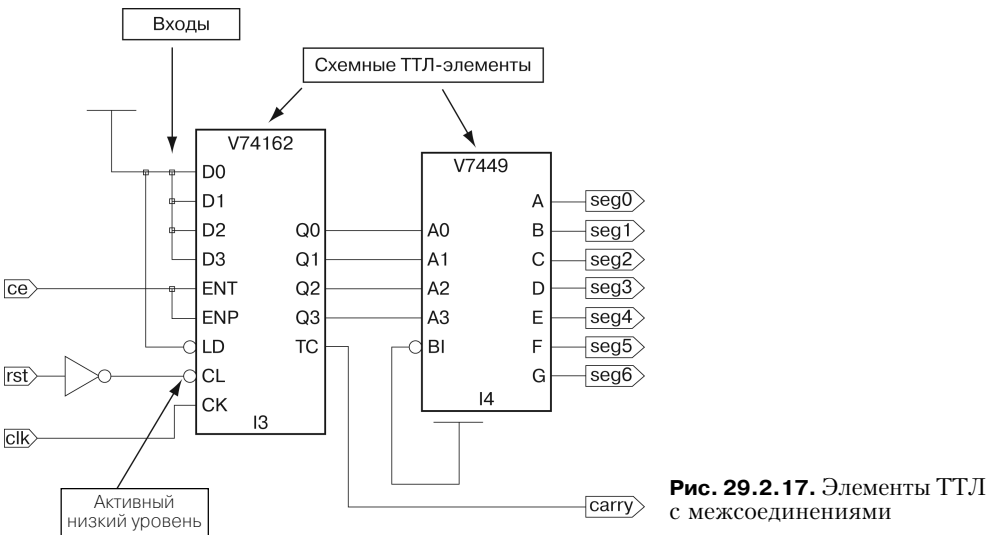 Входы
Схемные ТТЛ-элементы
V74162
V7449
D0
D1
D2
D3
ENT
ENP
LD
CL
CK
Q0
Q1
Q2
Q3
TC
I3
A0
A1
A2
A3
BI
A
B
C
D
E
F
G
I4
seg0
seg1
seg2
seg3
seg4
seg5
seg6
ce
rst
clk
carry
Активный
низкий уровень
Рис. 29.2.17. Элементы ТТЛ
с межсоединениями